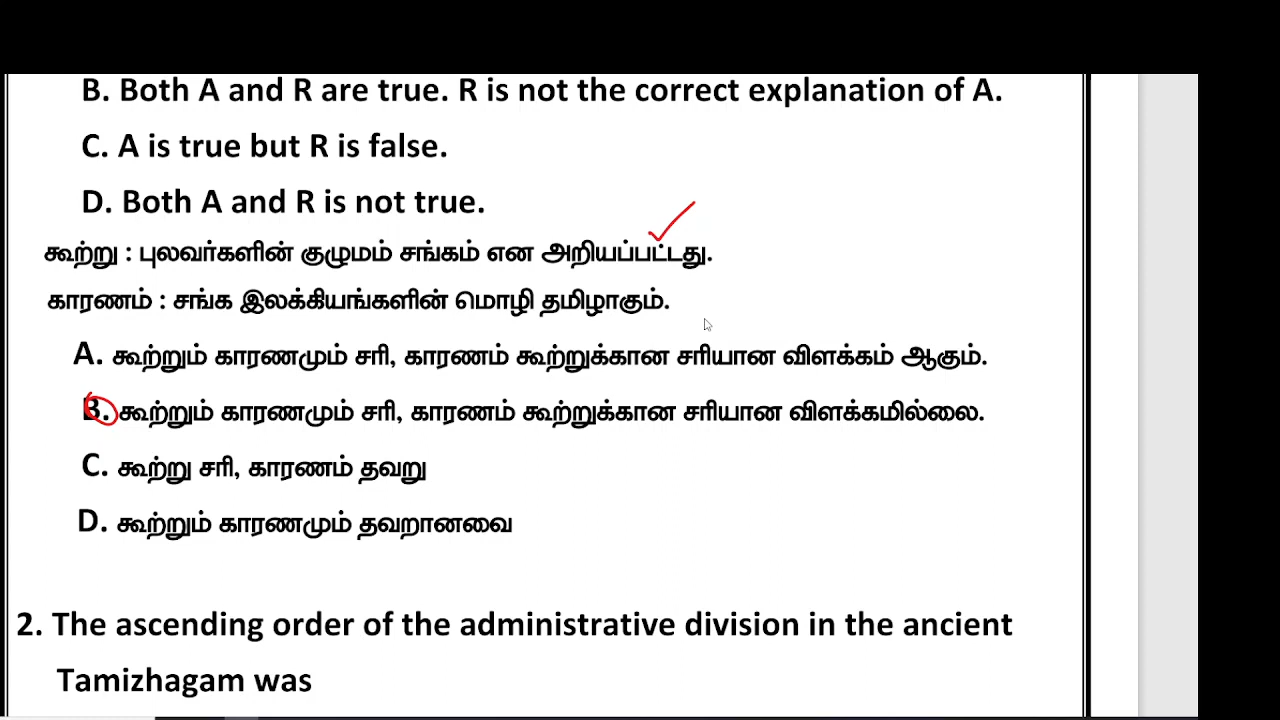 B. Both A and R are true. R is not the correct explanation of A.
C. A is true but R is false.
D. Both A and R is not true.
கூற்று : புலவர்களின் குழுமம் சங்கம் என அறியப்பட்டது.
காரணம் : சங்க இலக்கியங்களின் மொழி தமிழாகும்.
A. கூற்றும் காரணமும் சரி, காரணம் கூற்றுக்கான சரியான விளக்கம் ஆகும்.
B. கூற்றும் காரணமும் சரி, காரணம் கூற்றுக்கான சரியான விளக்கமில்லை.
C. கூற்று சரி, காரணம் தவறு
D. கூற்றும் காரணமும் தவறானவை
2. The ascending order of the administrative division in the ancient
Tamizhagam was